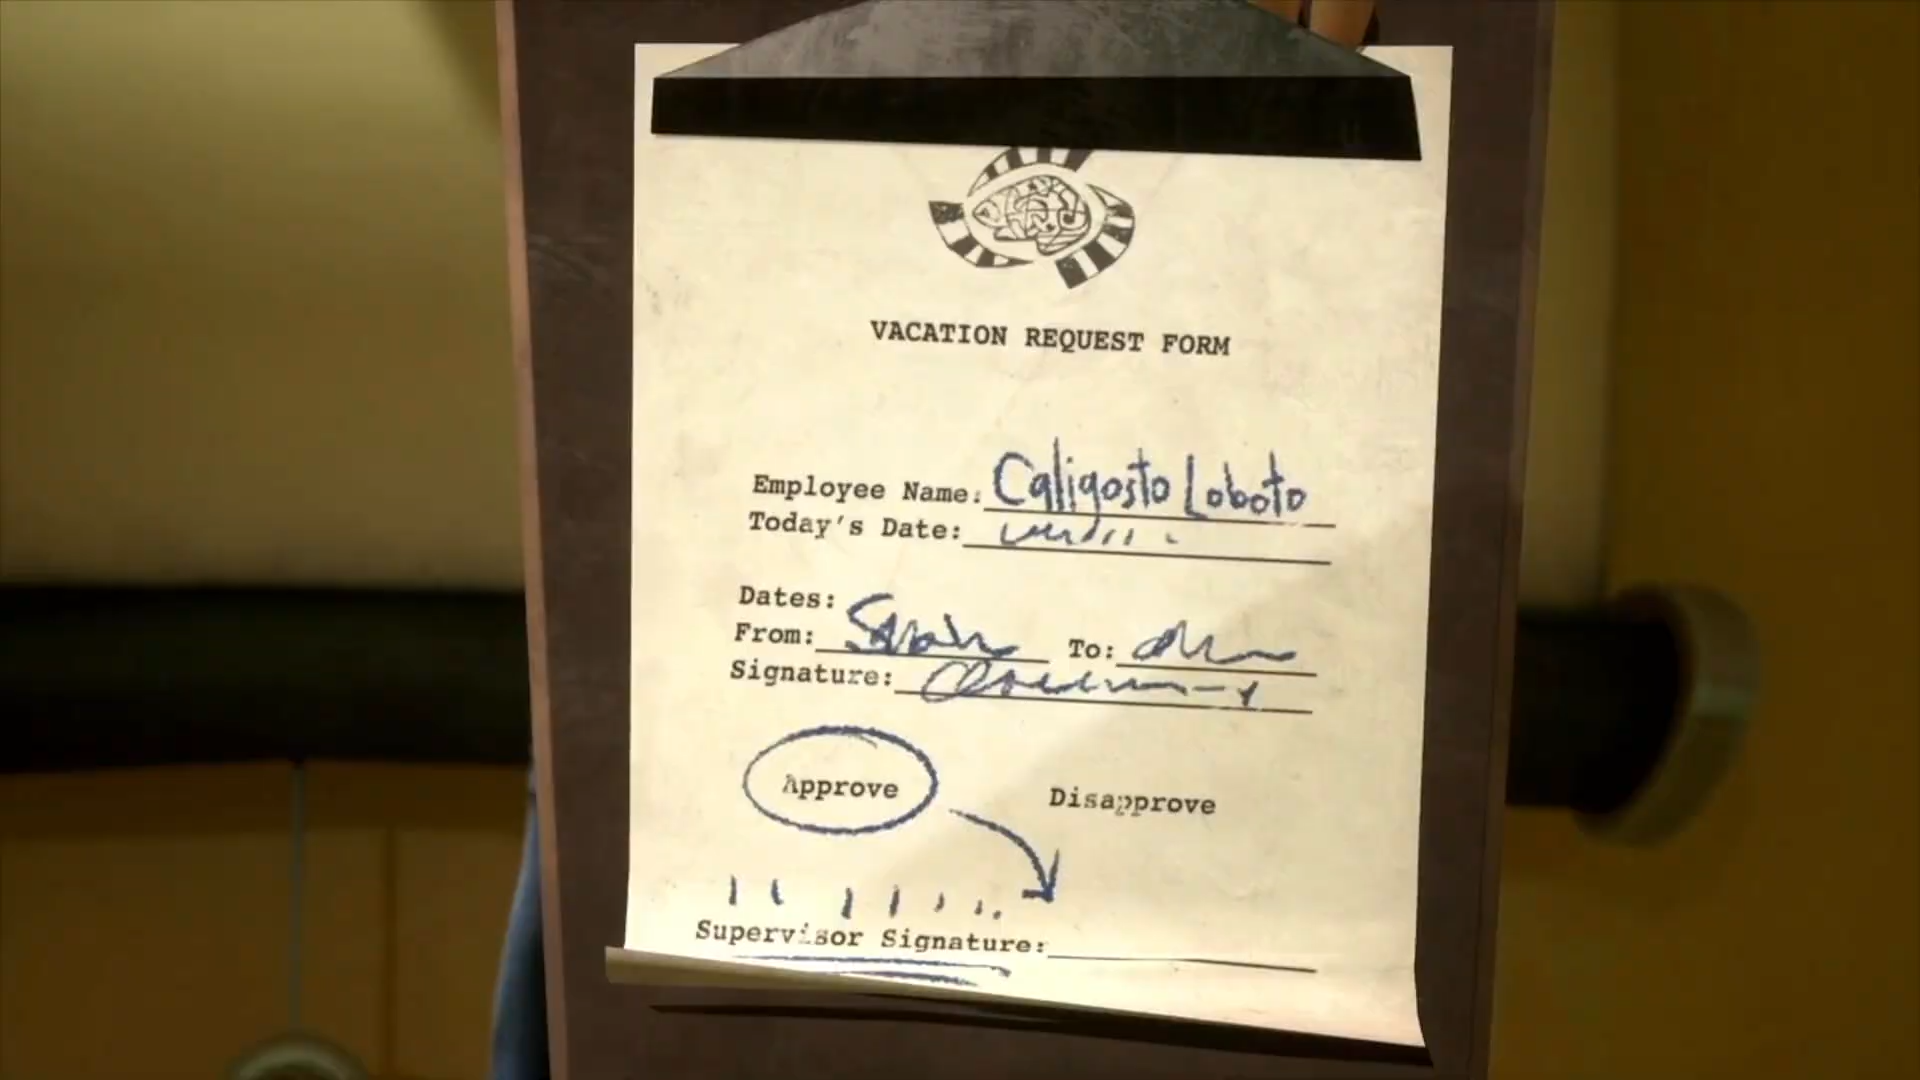 VACATION REQUEST FORM
Employee Name: Caligosto Loboto
Today's Date:
Dates:
From: To:
Signature:
Approve Disapprove
Supervisor Signature: